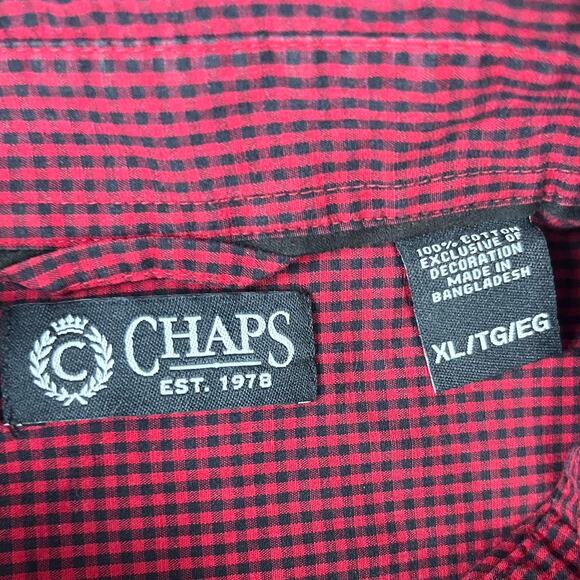 C
CHAPS
EST. 1978
100% COTTON
EXCLUSIVE OF
DECORATION
MADE IN
BANGLADESH
XL/TG/EG